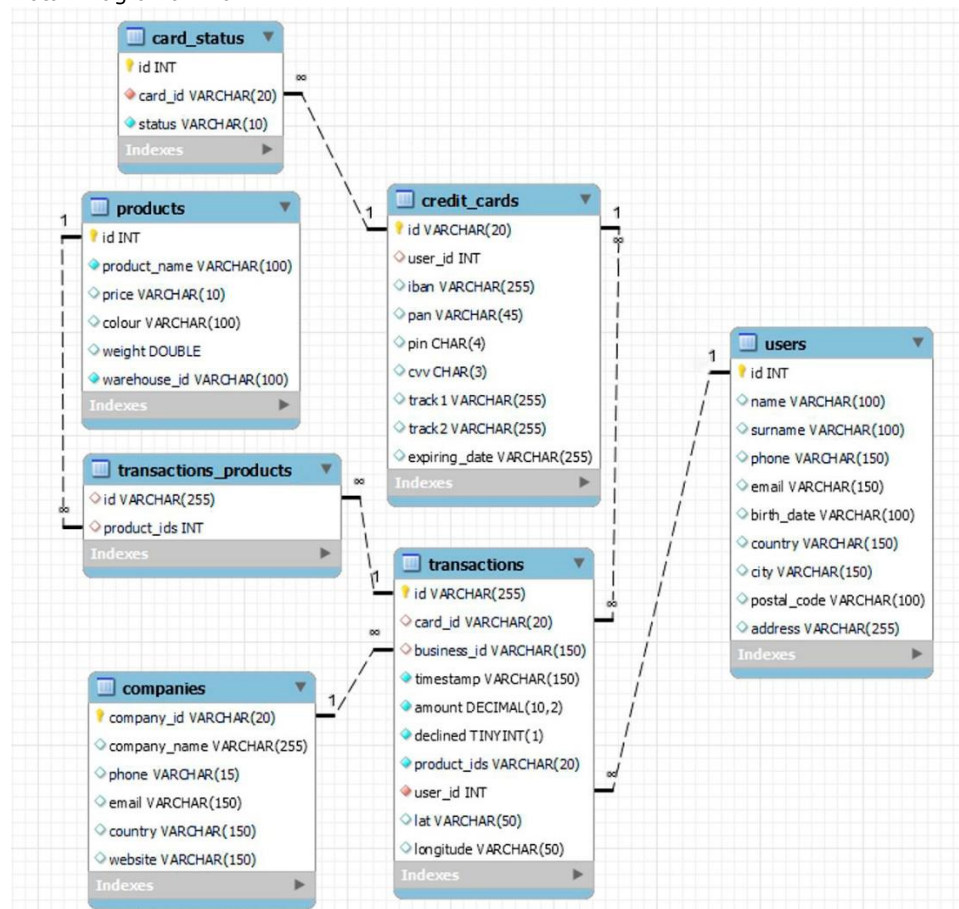 card_status
id INT
card_id VARCHAR(20)
status VARCHAR(10)
Indexes
∞
1
products
id INT
product_name VARCHAR(100)
price VARCHAR(10)
colour VARCHAR(100)
weight DOUBLE
warehouse_id VARCHAR(100)
Indexes
1
∞
credit_cards
id VARCHAR(20)
user_id INT
iban VARCHAR(255)
pan VARCHAR(45)
pin CHAR(4)
cvv CHAR(3)
track1 VARCHAR(255)
track2 VARCHAR(255)
expiring_date VARCHAR(255)
Indexes
1
∞
users
id INT
name VARCHAR(100)
surname VARCHAR(100)
phone VARCHAR(150)
email VARCHAR(150)
birth_date VARCHAR(100)
country VARCHAR(150)
city VARCHAR(150)
postal_code VARCHAR(100)
address VARCHAR(255)
Indexes
1
transactions_products
id VARCHAR(255)
product_ids INT
Indexes
∞
∞
1
transactions
id VARCHAR(255)
card_id VARCHAR(20)
business_id VARCHAR(150)
timestamp VARCHAR(150)
amount DECIMAL(10,2)
declined TINYINT(1)
product_ids VARCHAR(20)
user_id INT
lat VARCHAR(50)
longitude VARCHAR(50)
Indexes
∞
∞
∞
companies
company_id VARCHAR(20)
company_name VARCHAR(255)
phone VARCHAR(15)
email VARCHAR(150)
country VARCHAR(150)
website VARCHAR(150)
Indexes
1